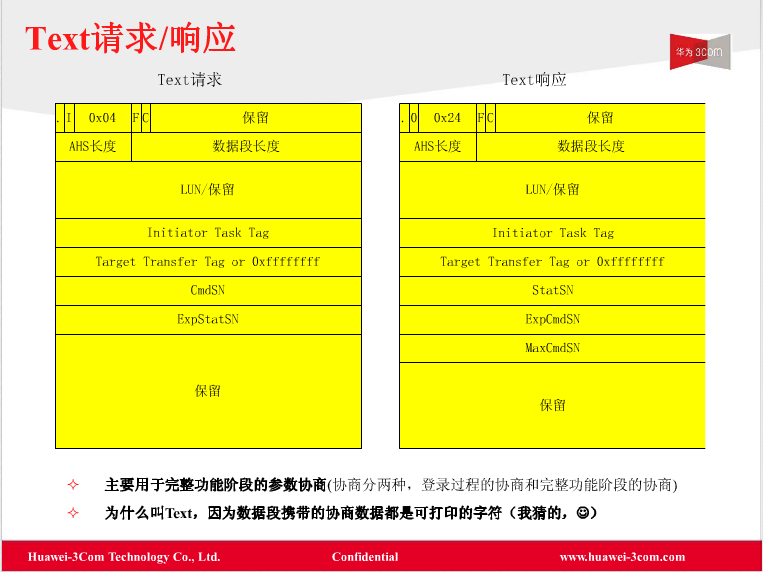 Text请求/响应
华为3COM
Text请求
Text响应
. I 0x04 F C 保留
AHS长度 数据段长度
LUN/保留
Initiator Task Tag
Target Transfer Tag or 0xffffffff
CmdSN
ExpStatSN
保留
. 0 0x24 F C 保留
AHS长度 数据段长度
LUN/保留
Initiator Task Tag
Target Transfer Tag or 0xffffffff
StatSN
ExpCmdSN
MaxCmdSN
保留
主要用于完整功能阶段的参数协商(协商分两种，登录过程的协商和完整功能阶段的协商)
为什么叫Text，因为数据段携带的协商数据都是可打印的字符（我猜的，☺）
Huawei-3Com Technology Co., Ltd. Confidential www.huawei-3com.com